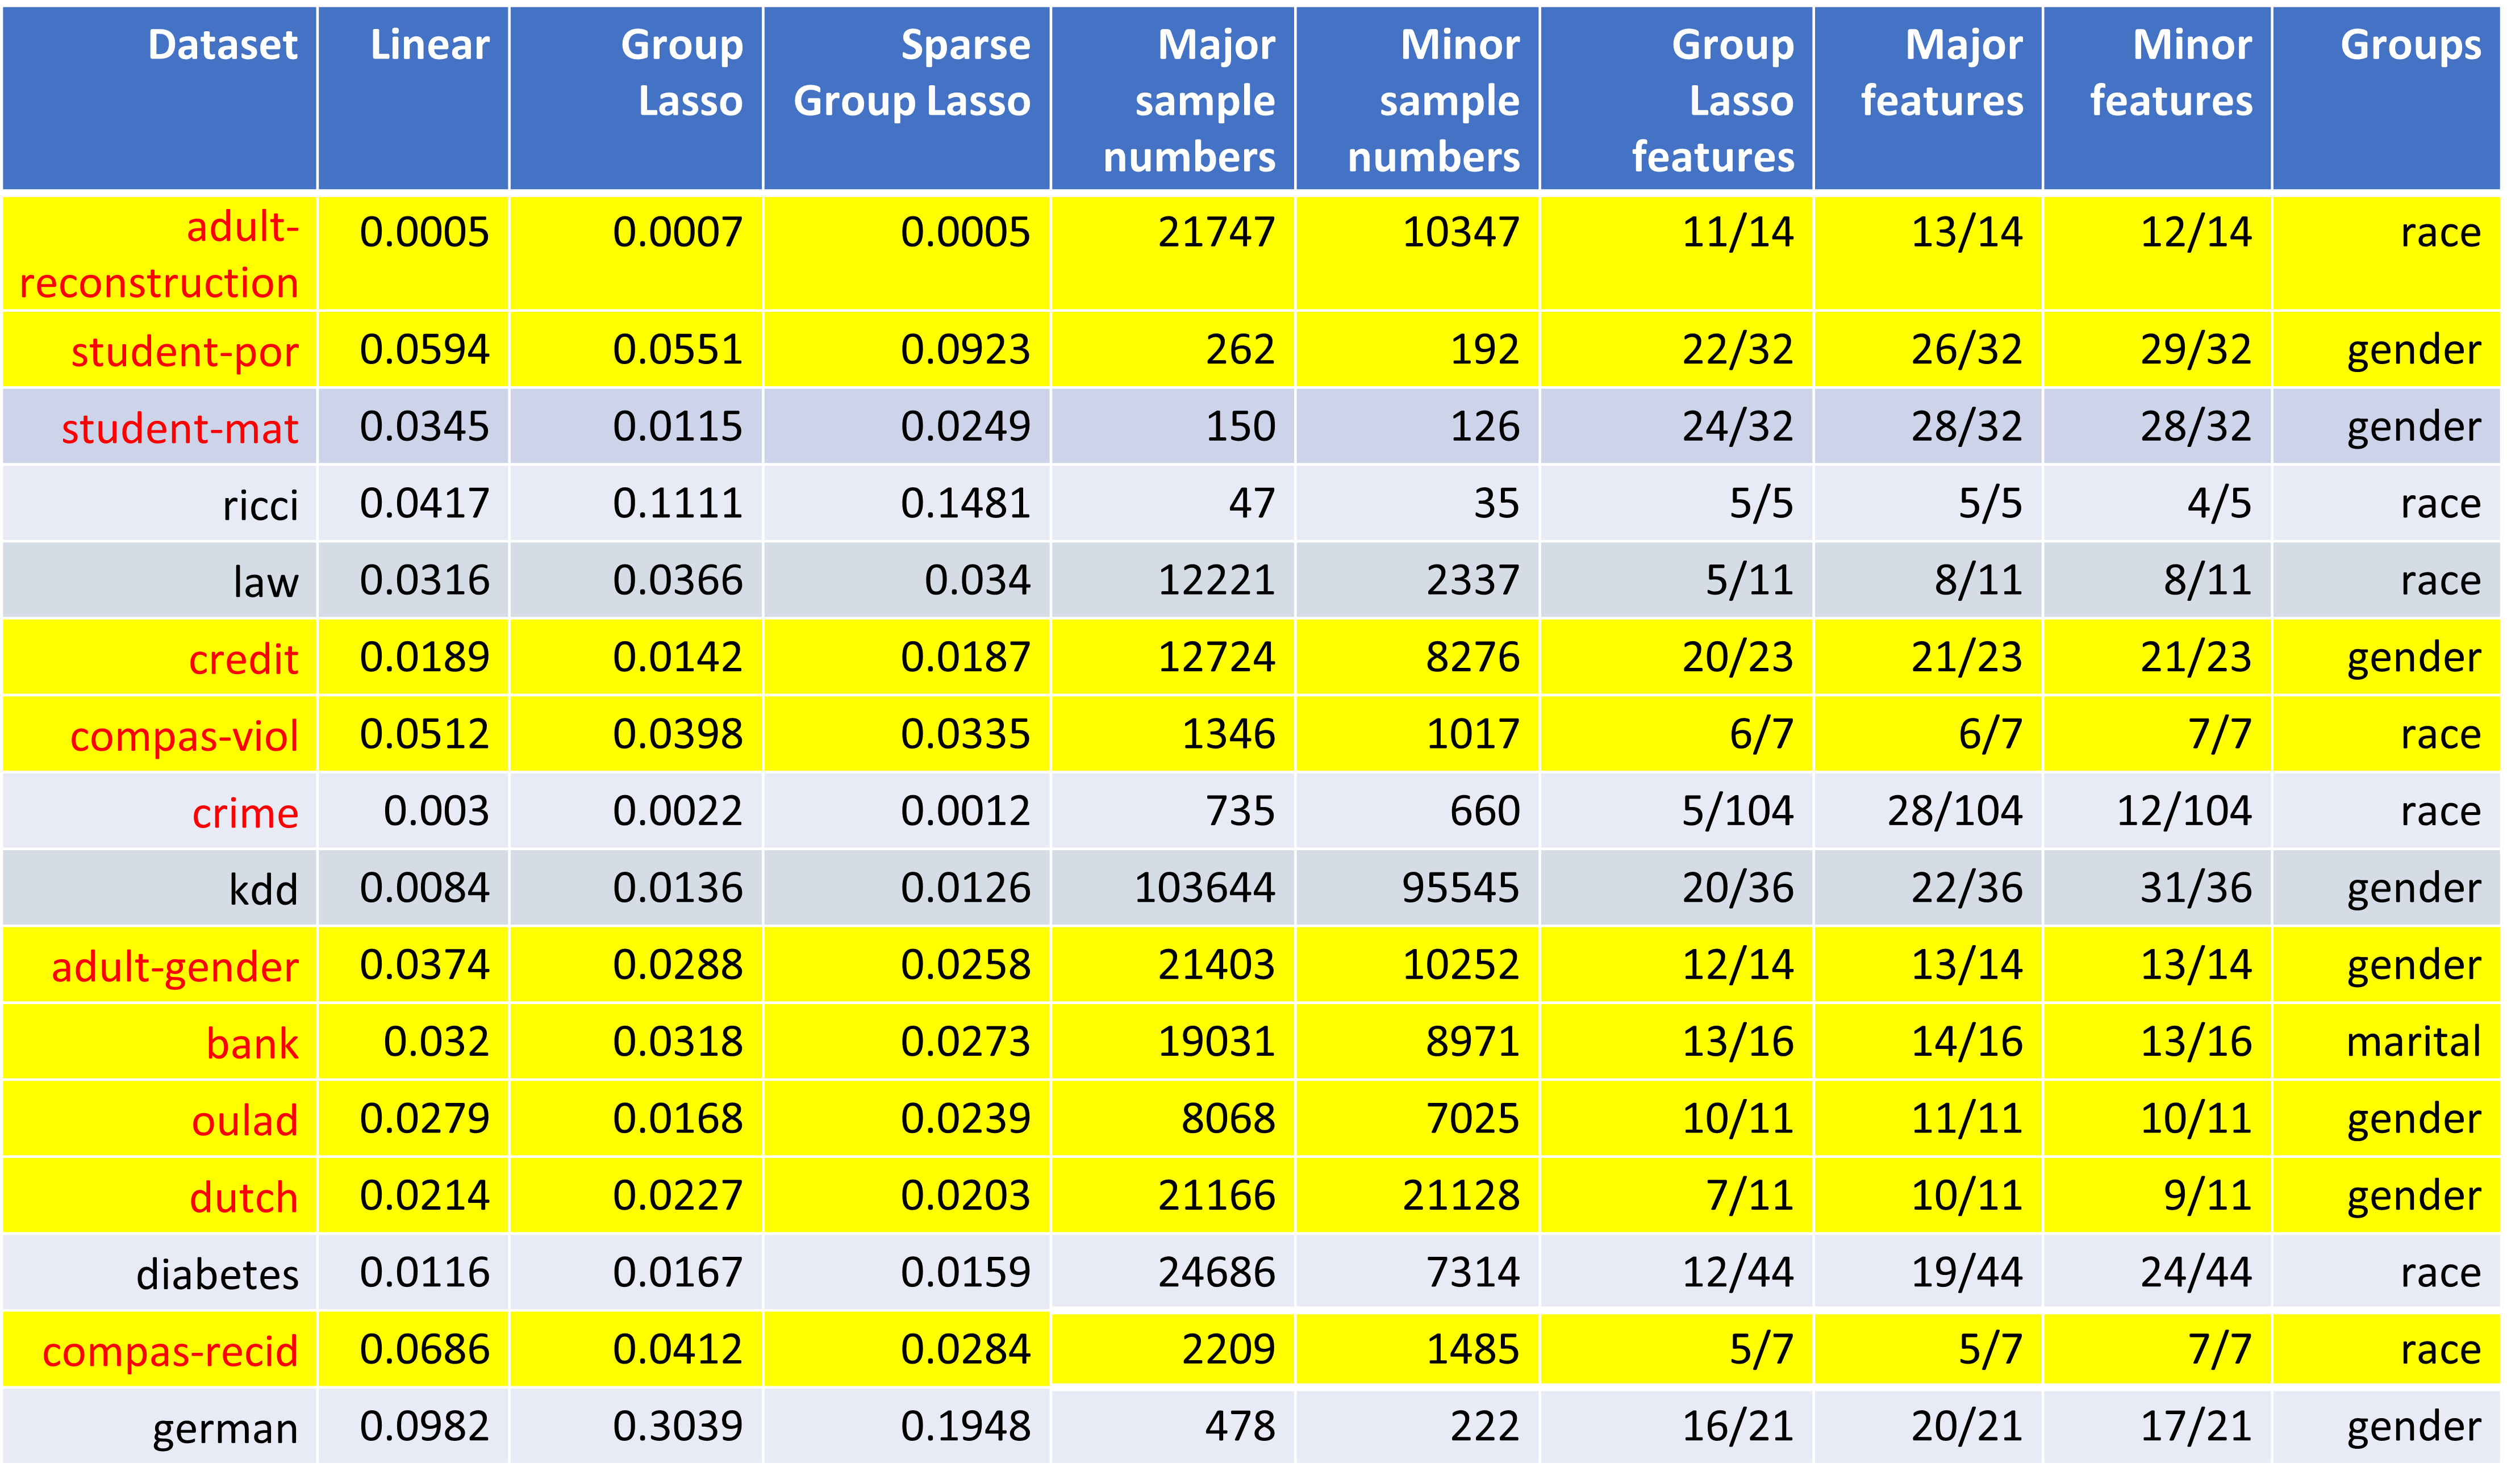 Dataset Linear Group Lasso Sparse Group Lasso Major sample numbers Minor sample numbers Group Lasso features Major features Minor features Groups
adult-reconstruction 0.0005 0.0007 0.0005 21747 10347 11/14 13/14 12/14 race
student-por 0.0594 0.0551 0.0923 262 192 22/32 26/32 29/32 gender
student-mat 0.0345 0.0115 0.0249 150 126 24/32 28/32 28/32 gender
ricci 0.0417 0.1111 0.1481 47 35 5/5 5/5 4/5 race
law 0.0316 0.0366 0.034 12221 2337 5/11 8/11 8/11 race
credit 0.0189 0.0142 0.0187 12724 8276 20/23 21/23 21/23 gender
compas-viol 0.0512 0.0398 0.0335 1346 1017 6/7 6/7 7/7 race
crime 0.003 0.0022 0.0012 735 660 5/104 28/104 12/104 race
kdd 0.0084 0.0136 0.0126 103644 95545 20/36 22/36 31/36 gender
adult-gender 0.0374 0.0288 0.0258 21403 10252 12/14 13/14 13/14 gender
bank 0.032 0.0318 0.0273 19031 8971 13/16 14/16 13/16 marital
oulad 0.0279 0.0168 0.0239 8068 7025 10/11 11/11 10/11 gender
dutch 0.0214 0.0227 0.0203 21166 21128 7/11 10/11 9/11 gender
diabetes 0.0116 0.0167 0.0159 24686 7314 12/44 19/44 24/44 race
compas-recid 0.0686 0.0412 0.0284 2209 1485 5/7 5/7 7/7 race
german 0.0982 0.3039 0.1948 478 222 16/21 20/21 17/21 gender